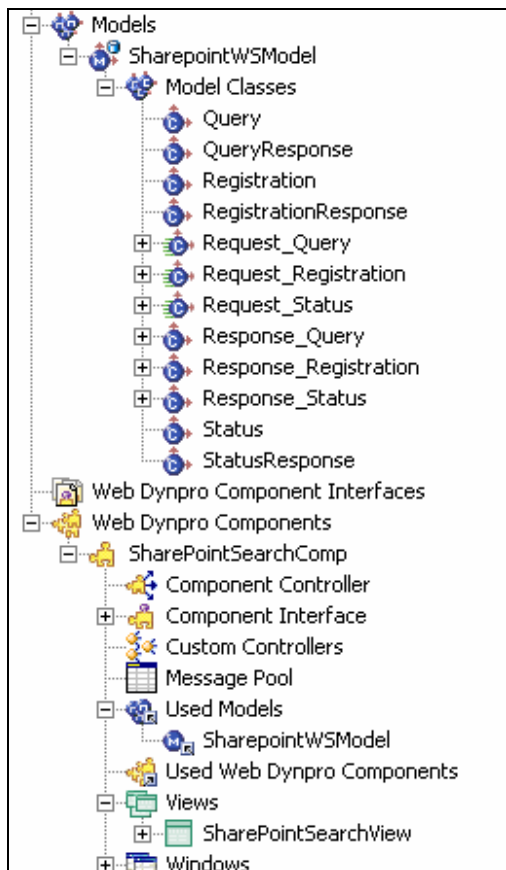 Models
SharepointWSModel
Model Classes
Query
QueryResponse
Registration
RegistrationResponse
Request_Query
Request_Registration
Request_Status
Response_Query
Response_Registration
Response_Status
Status
StatusResponse
Web Dynpro Component Interfaces
Web Dynpro Components
SharePointSearchComp
Component Controller
Component Interface
Custom Controllers
Message Pool
Used Models
SharepointWSModel
Used Web Dynpro Components
Views
SharePointSearchView
Windows